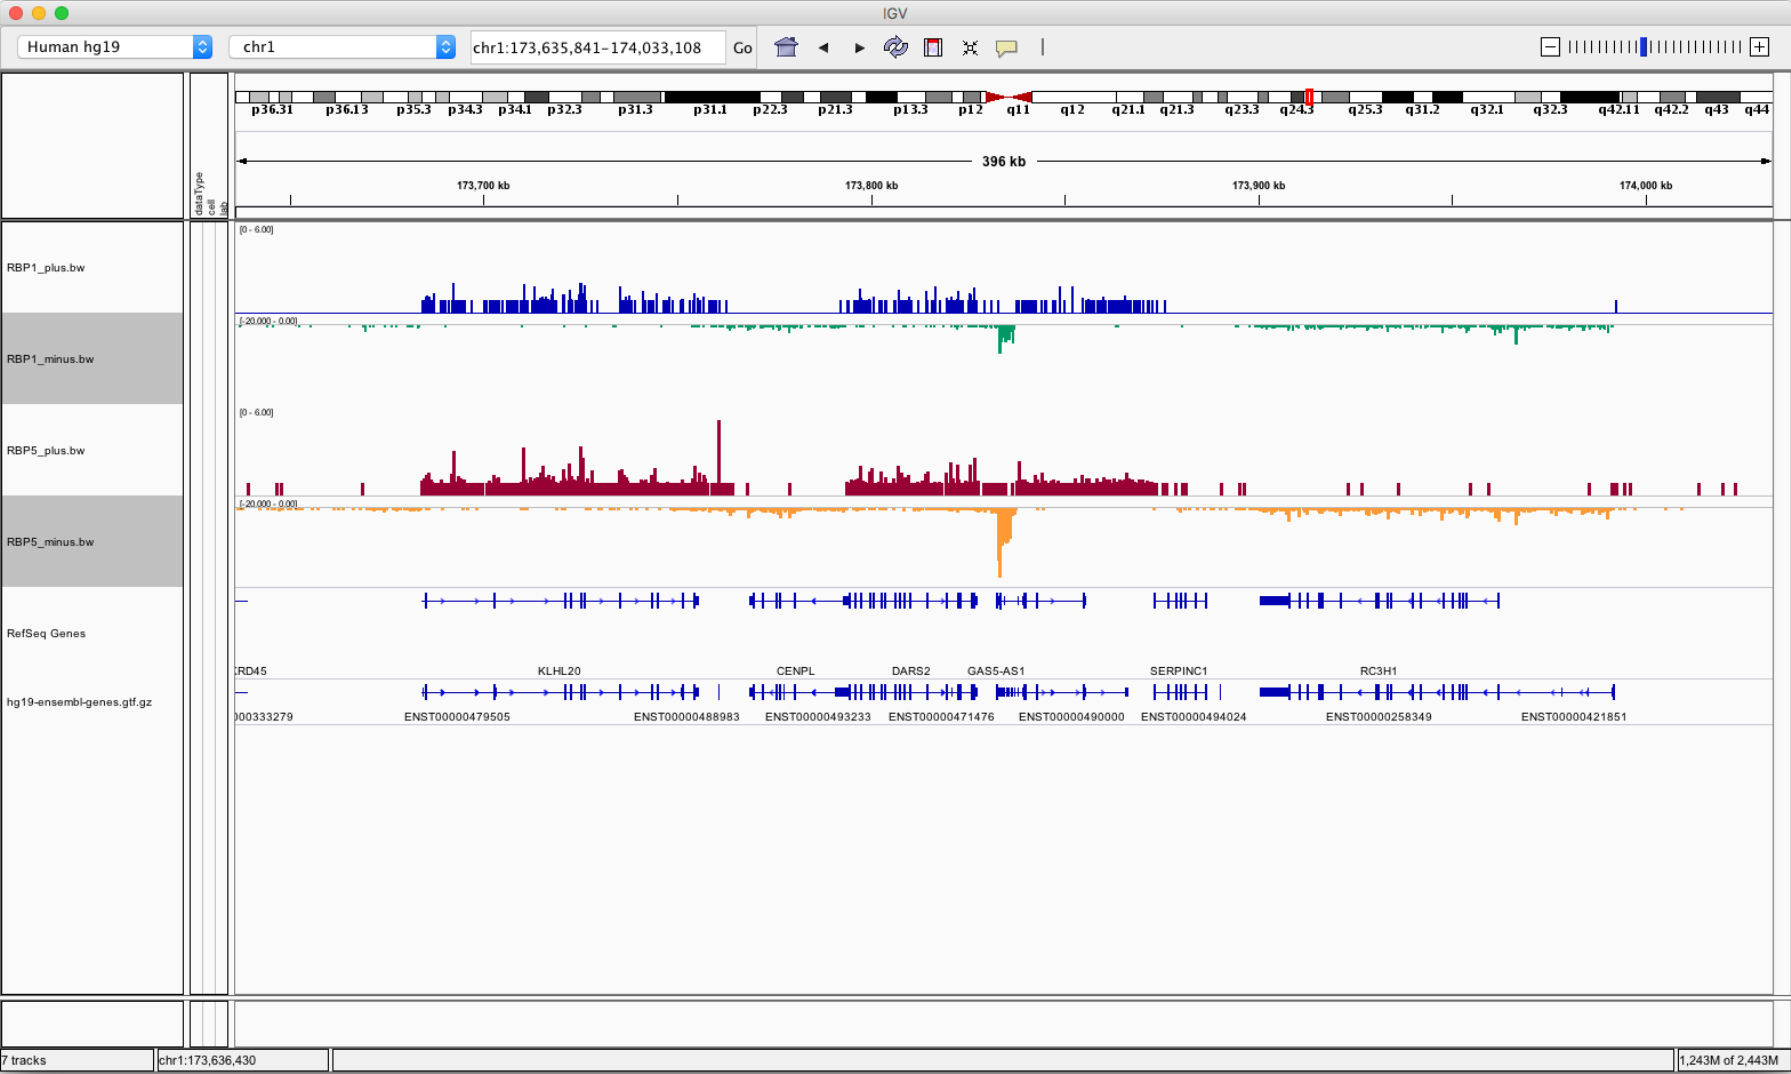 IGV
Human hg19 chr1 chr1:173,635,841-174,033,108 Go
p36.31 p36.13 p35.3 p34.3 p34.1 p32.3 p31.3 p31.1 p22.3 p21.3 p13.3 p12 q11 q12 q21.1 q21.3 q23.3 q24.3 q25.3 q31.2 q32.1 q32.3 q42.11 q42.2 q43 q44
396 kb
173,700 kb 173,800 kb 173,900 kb 174,000 kb
dataType
cell
lab
[0 - 6.00]
RBP1_plus.bw
[-20.000 - 0.00]
RBP1_minus.bw
[0 - 6.00]
RBP5_plus.bw
[-20.000 - 0.00]
RBP5_minus.bw
RefSeq Genes
KRD45 KLHL20 CENPL DARS2 GAS5-AS1 SERPINC1 RC3H1
hg19-ensembl-genes.gtf.gz
00333279 ENST00000479505 ENST00000488983 ENST00000493233 ENST00000471476 ENST00000490000 ENST00000494024 ENST00000258349 ENST00000421851
7 tracks chr1:173,636,430 1,243M of 2,443M